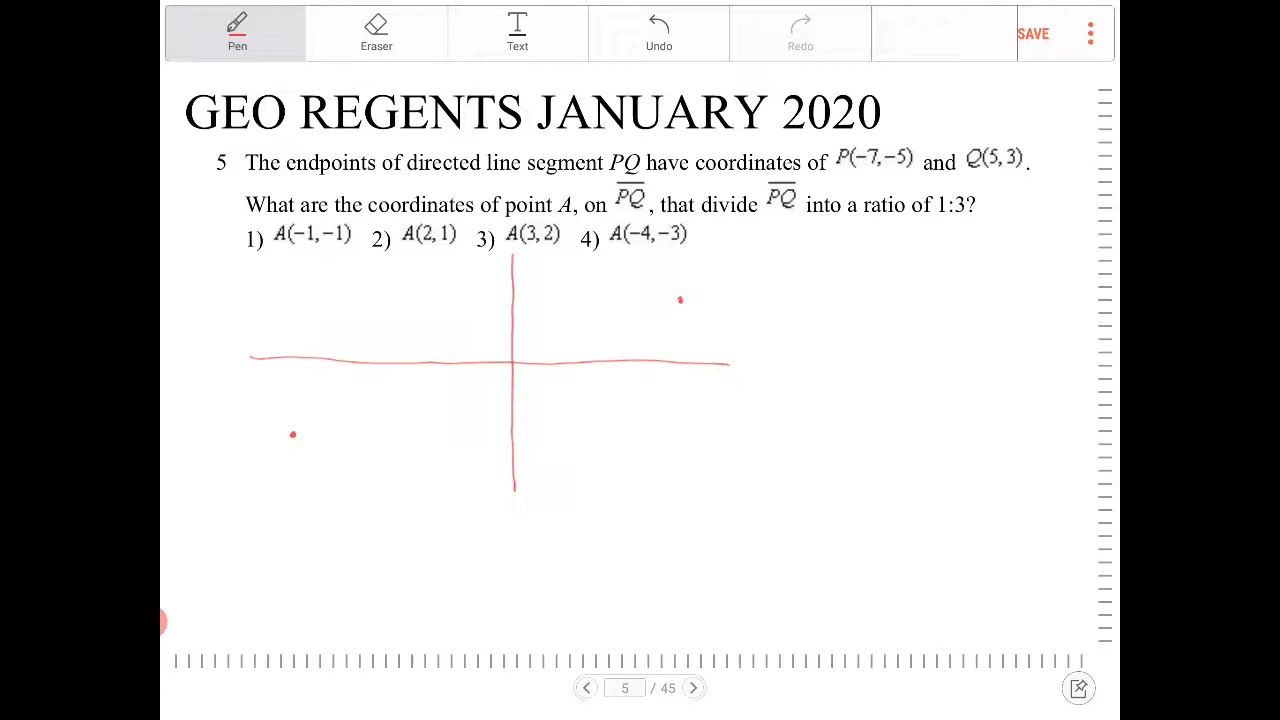 Pen
Eraser
Text
Undo
Redo
SAVE
GEO REGENTS JANUARY 2020
5 The endpoints of directed line segment PQ have coordinates of P(−7,−5) and Q(5,3).
What are the coordinates of point A, on P̅Q̅, that divide P̅Q̅ into a ratio of 1:3?
1) A(−1,−1) 2) A(2,1) 3) A(3,2) 4) A(−4,−3)
5 / 45